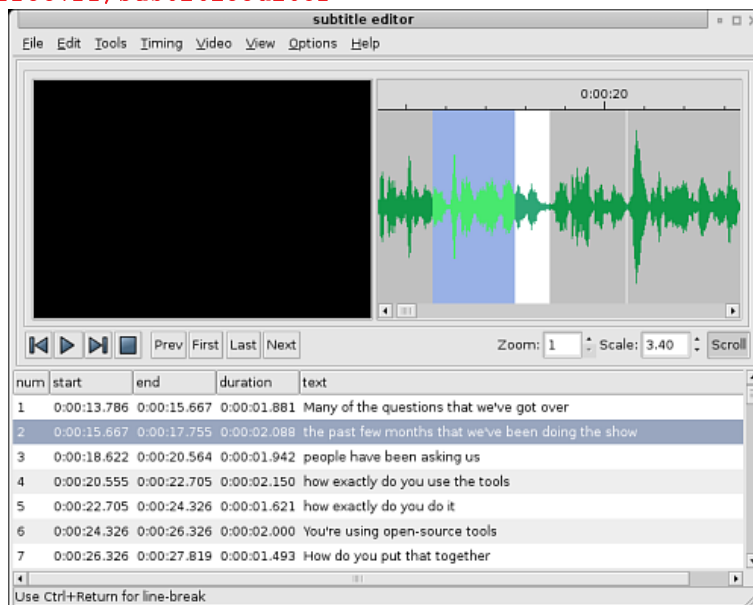 subtitle editor
File Edit Tools Timing Video View Options Help
0:00:20
Prev First Last Next Zoom: 1 Scale: 3.40 Scroll
num start end duration text
1 0:00:13.786 0:00:15.667 0:00:01.881 Many of the questions that we've got over
2 0:00:15.667 0:00:17.755 0:00:02.088 the past few months that we've been doing the show
3 0:00:18.622 0:00:20.564 0:00:01.942 people have been asking us
4 0:00:20.555 0:00:22.705 0:00:02.150 how exactly do you use the tools
5 0:00:22.705 0:00:24.326 0:00:01.621 how exactly do you do it
6 0:00:24.326 0:00:26.326 0:00:02.000 You're using open-source tools
7 0:00:26.326 0:00:27.819 0:00:01.493 How do you put that together
Use Ctrl+Return for line-break